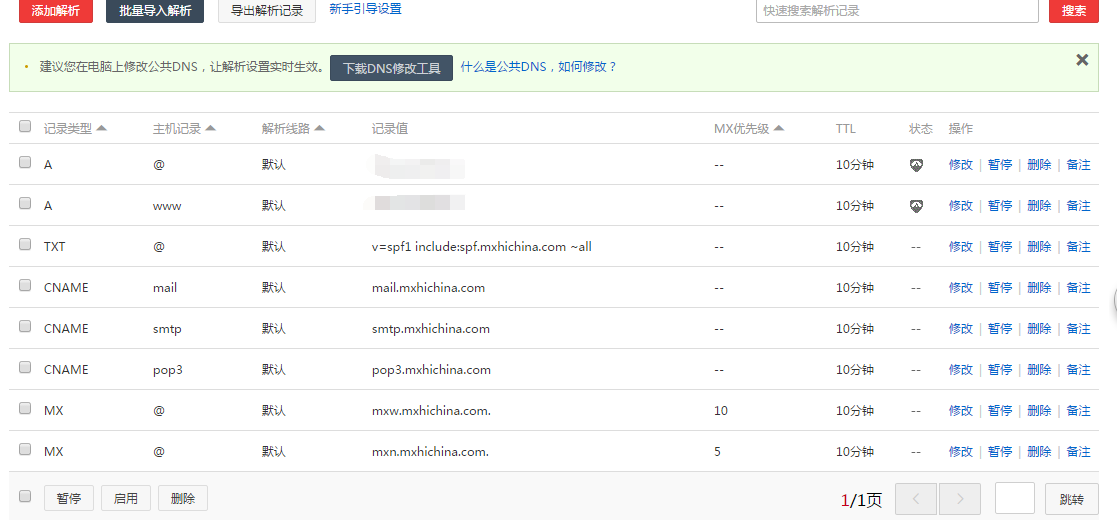 添加解析 批量导入解析 导出解析记录 新手引导设置 快速搜索解析记录 搜索
建议您在电脑上修改公共DNS，让解析设置实时生效。 下载DNS修改工具 什么是公共DNS，如何修改？
记录类型 主机记录 解析线路 记录值 MX优先级 TTL 状态 操作
A @ 默认 -- 10分钟 修改 | 暂停 | 删除 | 备注
A www 默认 -- 10分钟 修改 | 暂停 | 删除 | 备注
TXT @ 默认 v=spf1 include:spf.mxhichina.com ~all -- 10分钟 -- 修改 | 暂停 | 删除 | 备注
CNAME mail 默认 mail.mxhichina.com -- 10分钟 -- 修改 | 暂停 | 删除 | 备注
CNAME smtp 默认 smtp.mxhichina.com -- 10分钟 -- 修改 | 暂停 | 删除 | 备注
CNAME pop3 默认 pop3.mxhichina.com -- 10分钟 -- 修改 | 暂停 | 删除 | 备注
MX @ 默认 mxw.mxhichina.com. 10 10分钟 -- 修改 | 暂停 | 删除 | 备注
MX @ 默认 mxn.mxhichina.com. 5 10分钟 -- 修改 | 暂停 | 删除 | 备注
暂停 启用 删除 1/1页 < > 跳转